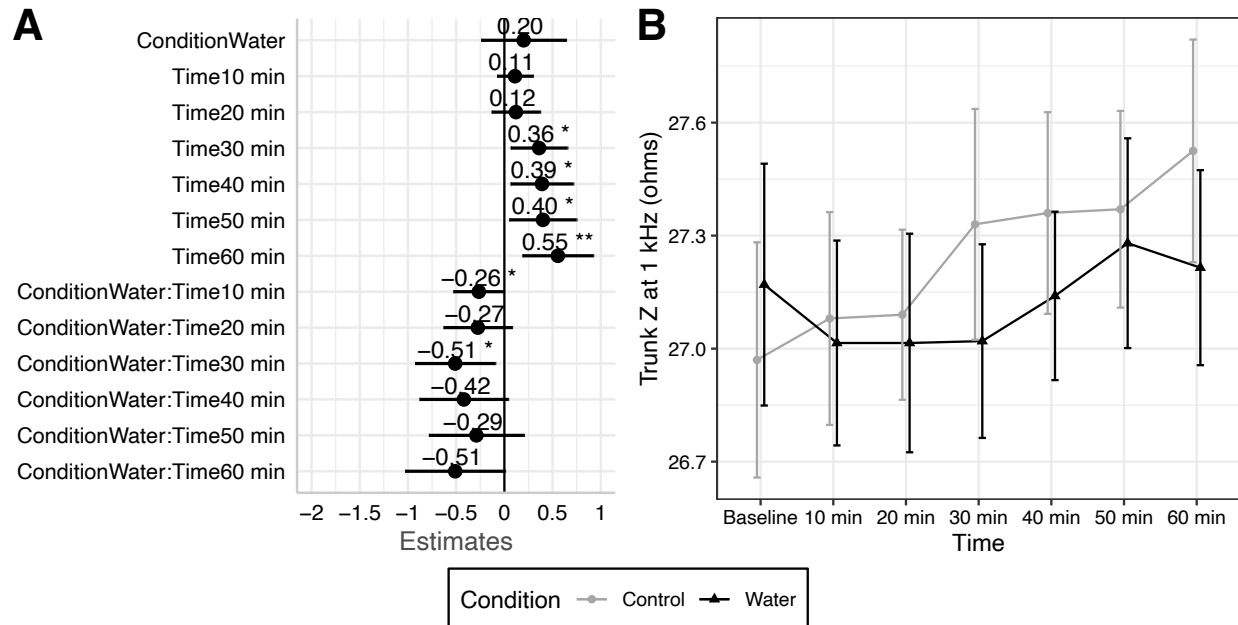 A
ConditionWater
0.20
Time10 min
0.11
Time20 min
0.12
Time30 min
0.36 *
Time40 min
0.39 *
Time50 min
0.40 *
Time60 min
0.55 **
ConditionWater:Time10 min
−0.26 *
ConditionWater:Time20 min
−0.27
ConditionWater:Time30 min
−0.51 *
ConditionWater:Time40 min
−0.42
ConditionWater:Time50 min
−0.29
ConditionWater:Time60 min
−0.51
−2 −1.5 −1 −0.5 0 0.5 1
Estimates
B
Trunk Z at 1 kHz (ohms)
27.6
27.3
27.0
26.7
Baseline 10 min 20 min 30 min 40 min 50 min 60 min
Time
Condition Control Water